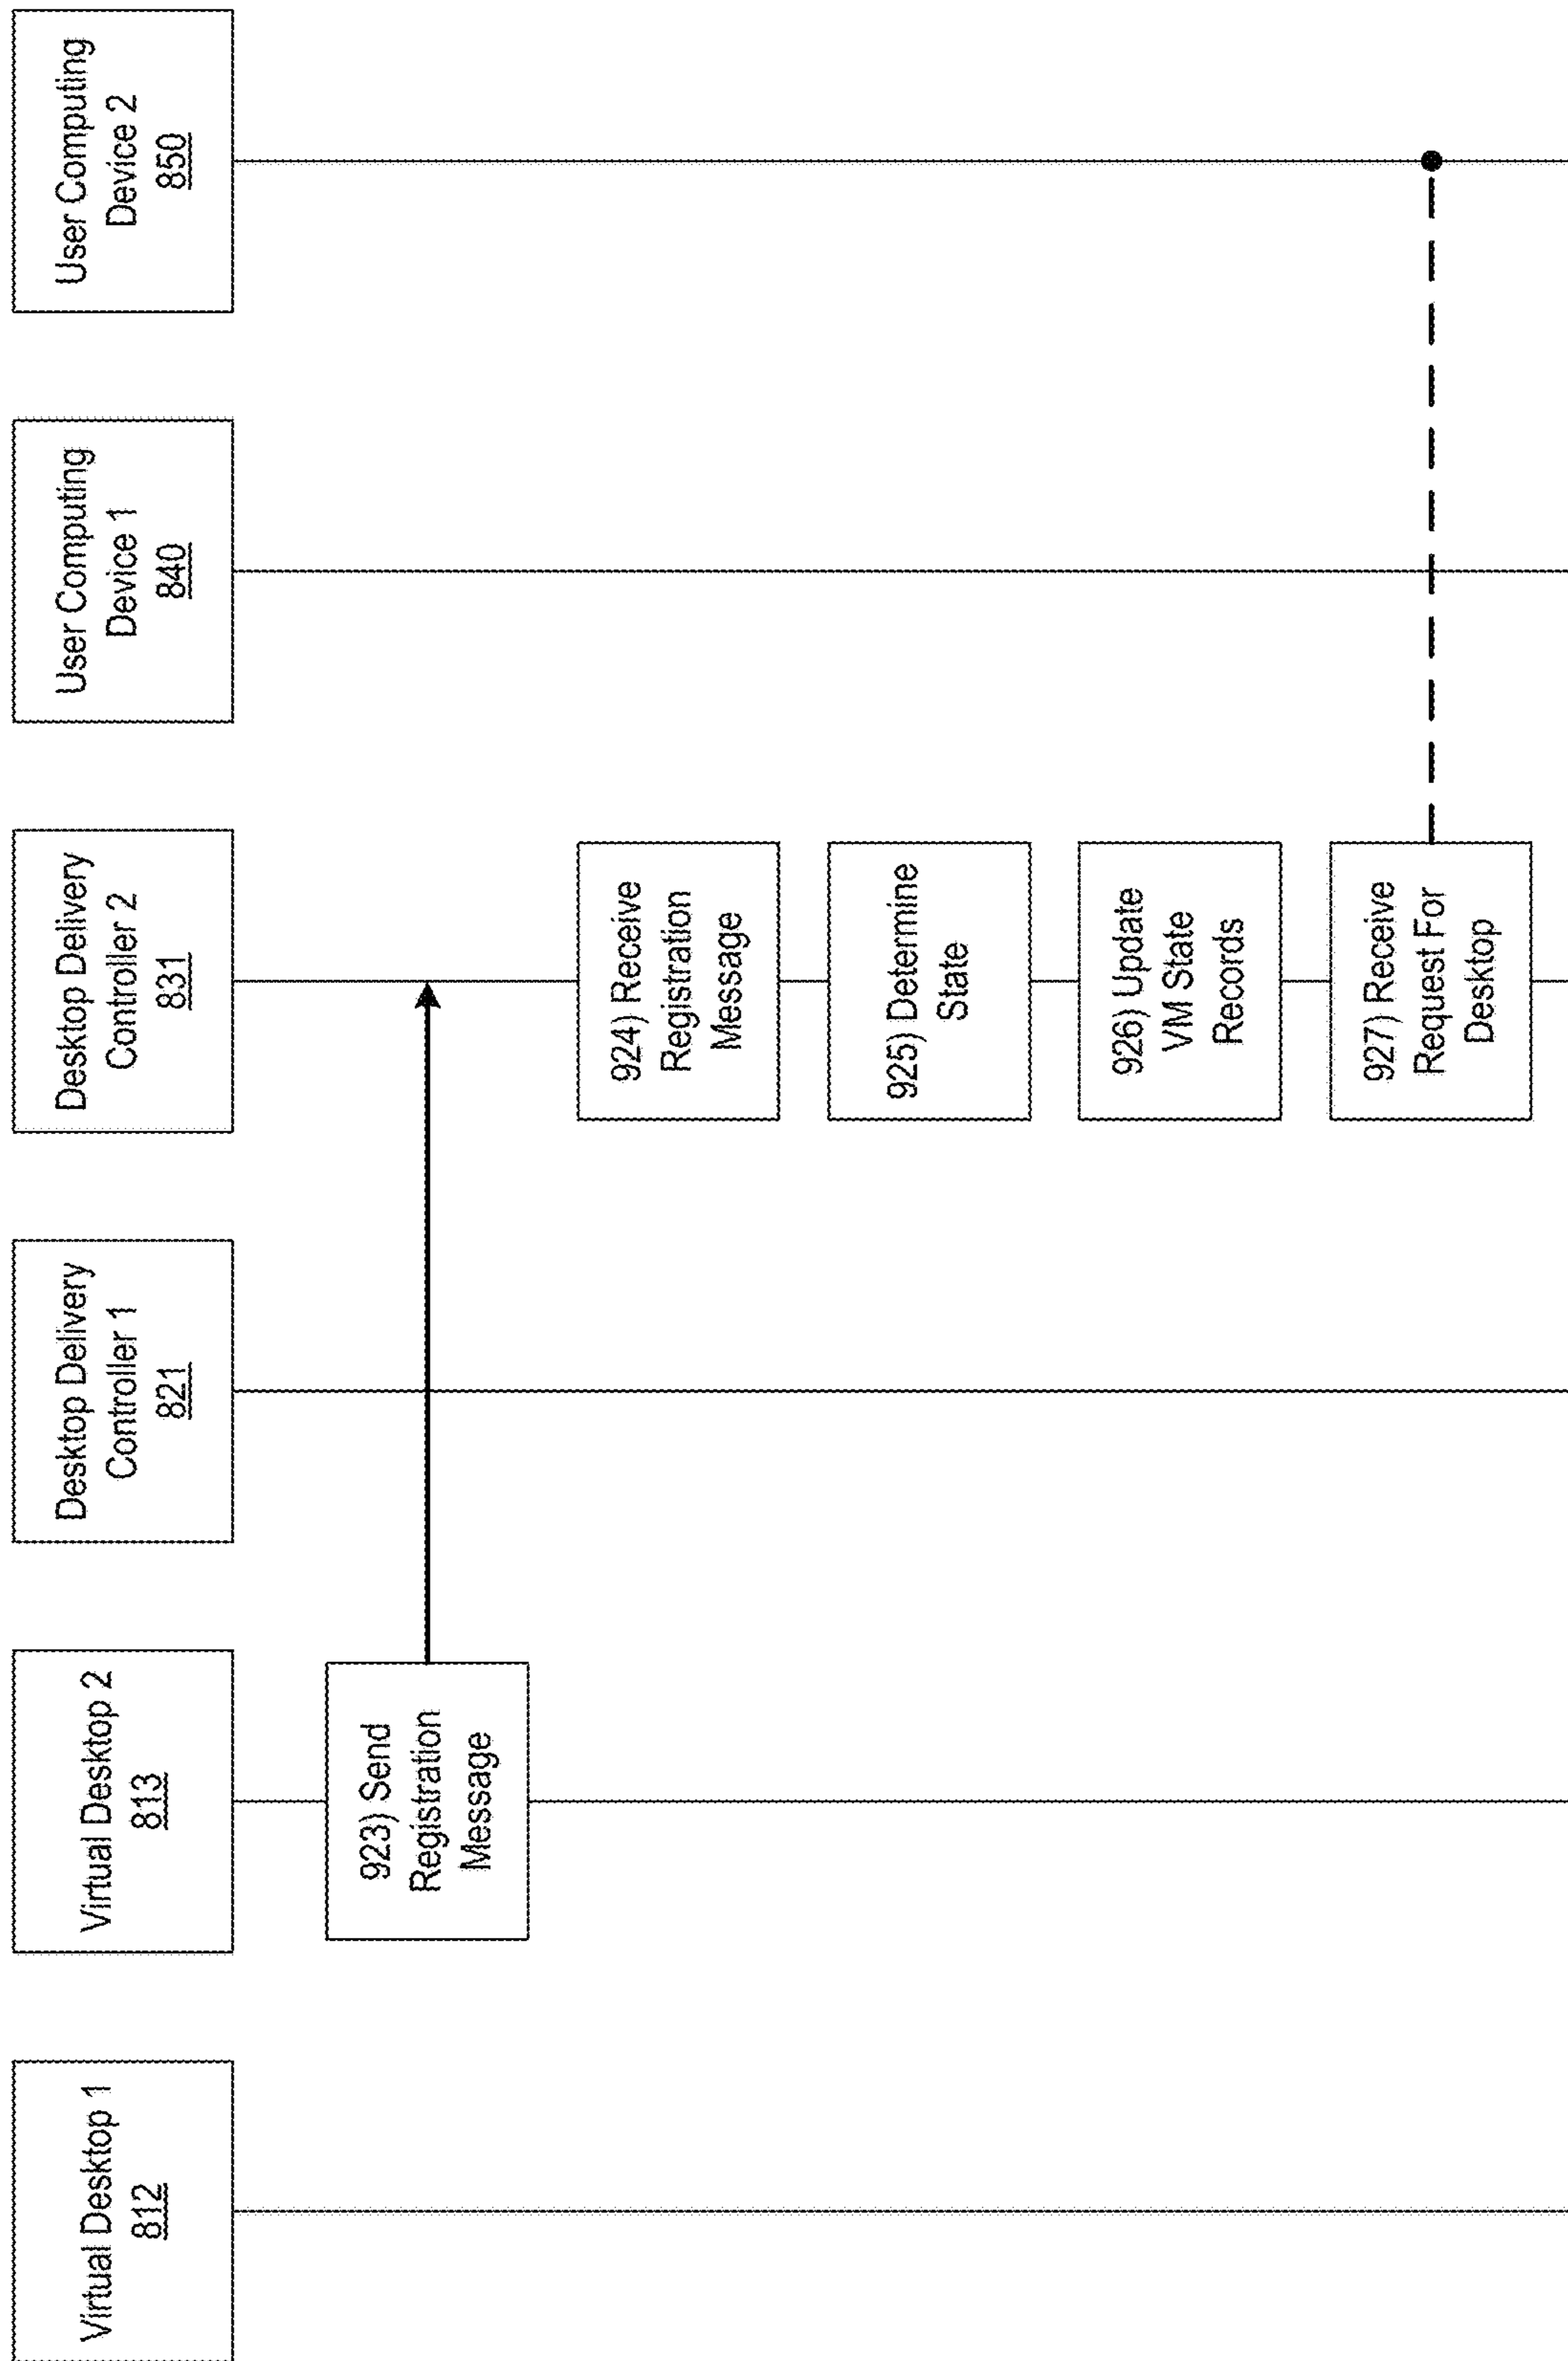 Virtual Desktop 1
812
Virtual Desktop 2
813
Desktop Delivery
Controller 1
821
Desktop Delivery
Controller 2
831
User Computing
Device 1
840
User Computing
Device 2
850
923) Send
Registration
Message
924) Receive
Registration
Message
925) Determine
State
926) Update
VM State
Records
927) Receive
Request For
Desktop